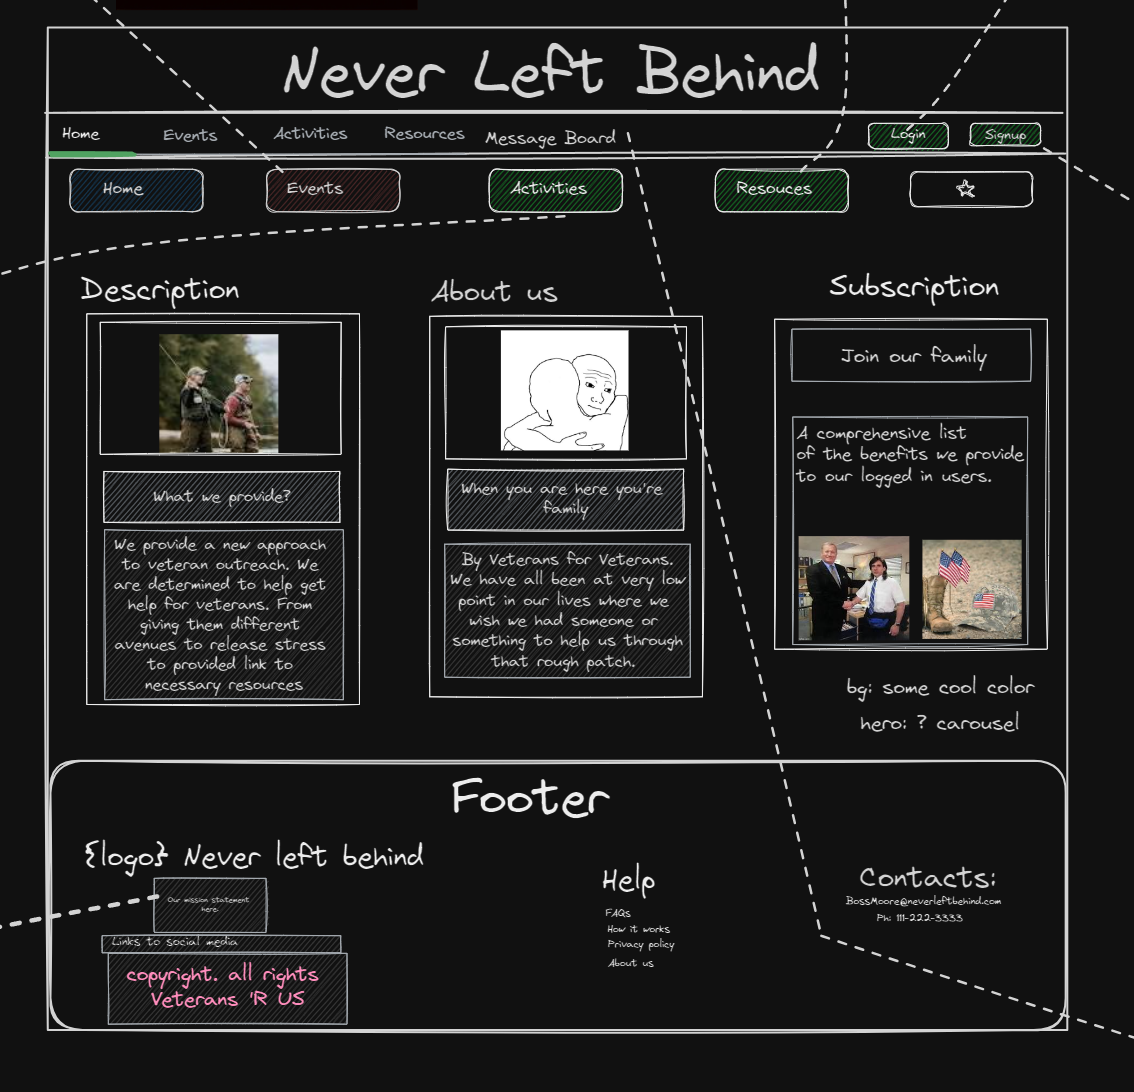 Never Left Behind
Home Events Activities Resources Message Board Login Signup
Home Events Activities Resouces
Description
What we provide?
We provide a new approach
to veteran outreach. We
are determined to help get
help for veterans. From
giving them different
avenues to release stress
to provided link to
necessary resources
About us
When you are here you're
family
By Veterans for Veterans.
We have all been at very low
point in our lives where we
wish we had someone or
something to help us through
that rough patch.
Subscription
Join our family
A comprehensive list
of the benefits we provide
to our logged in users.
bg: some cool color
hero: ? carousel
Footer
{logo} Never left behind
Our mission statement
here.
Links to social media
copyright. all rights
Veterans 'R US
Help
FAQs
How it works
Privacy policy
About us
Contacts:
BossMoore@neverleftbehind.com
Ph: 111-222-3333